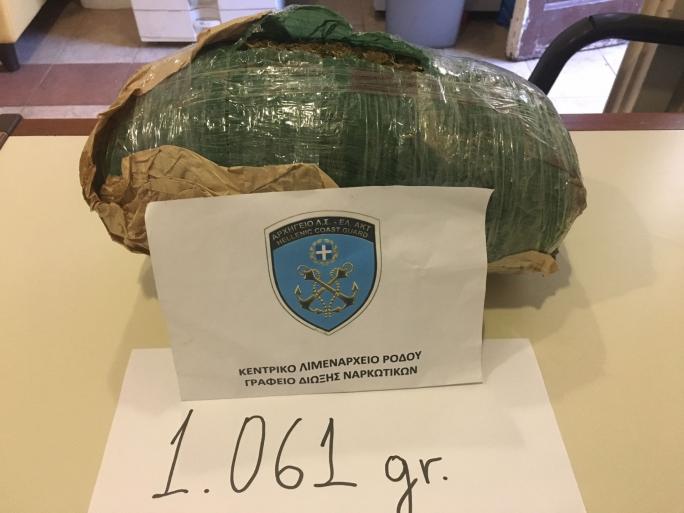 ΑΡΧΗΓΕΙΟ Λ.Σ - ΕΛ.ΑΚΤ
HELLENIC COAST GUARD
ΚΕΝΤΡΙΚΟ ΛΙΜΕΝΑΡΧΕΙΟ ΡΟΔΟΥ
ΓΡΑΦΕΙΟ ΔΙΩΞΗΣ ΝΑΡΚΩΤΙΚΩΝ
1.061 gr.